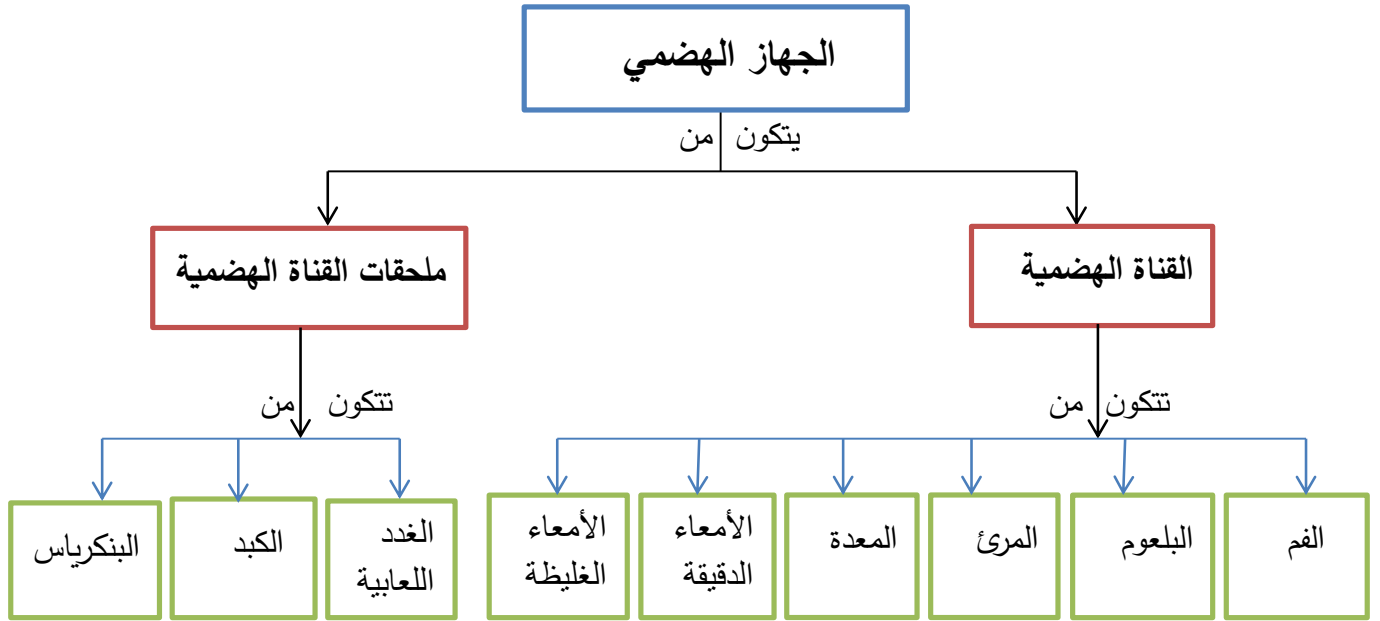 الجهاز الهضمي
يتكون من
القناة الهضمية
ملحقات القناة الهضمية
تتكون من
تتكون من
الفم
البلعوم
المرئ
المعدة
الأمعاء
الدقيقة
الأمعاء
الغليظة
الغدد
اللعابية
الكبد
البنكرياس